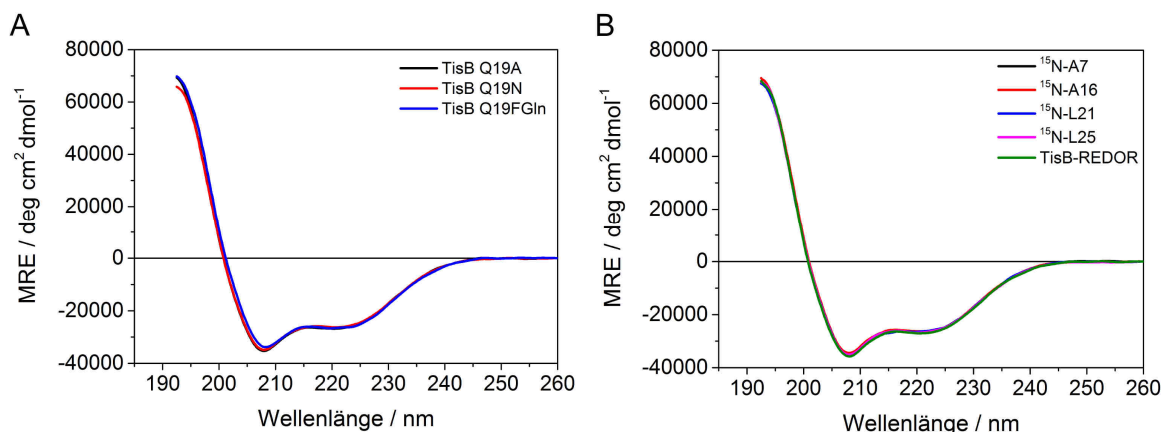 A
80000
60000
40000
20000
0
-20000
-40000
MRE / deg cm² dmol⁻¹
TisB Q19A
TisB Q19N
TisB Q19FGln
190 200 210 220 230 240 250 260
Wellenlänge / nm
B
80000
60000
40000
20000
0
-20000
-40000
MRE / deg cm² dmol⁻¹
¹⁵N-A7
¹⁵N-A16
¹⁵N-L21
¹⁵N-L25
TisB-REDOR
190 200 210 220 230 240 250 260
Wellenlänge / nm